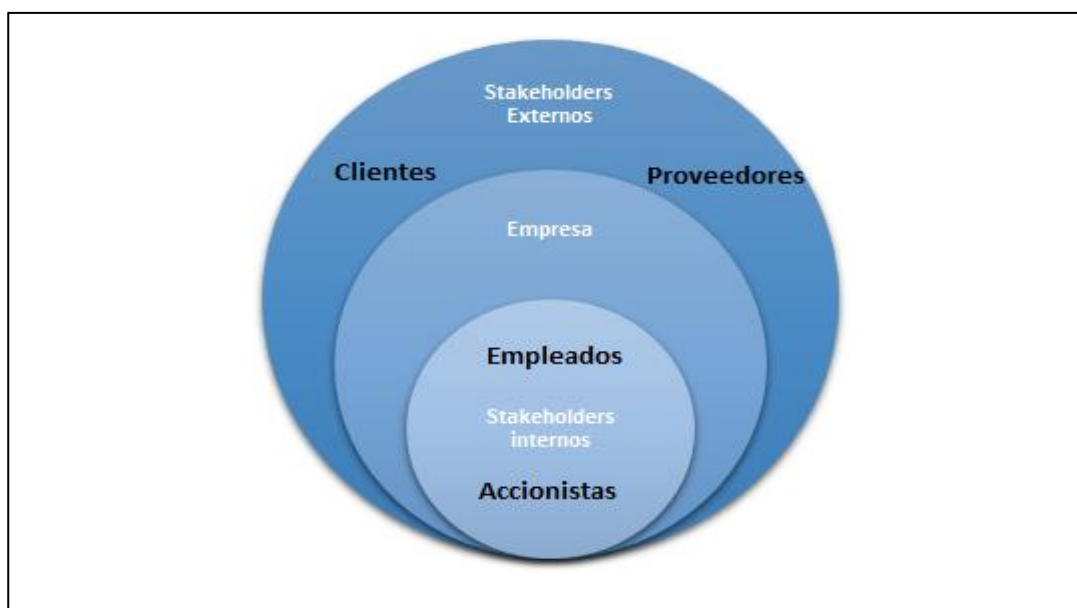 Stakeholders
Externos
Clientes
Proveedores
Empresa
Empleados
Stakeholders
internos
Accionistas